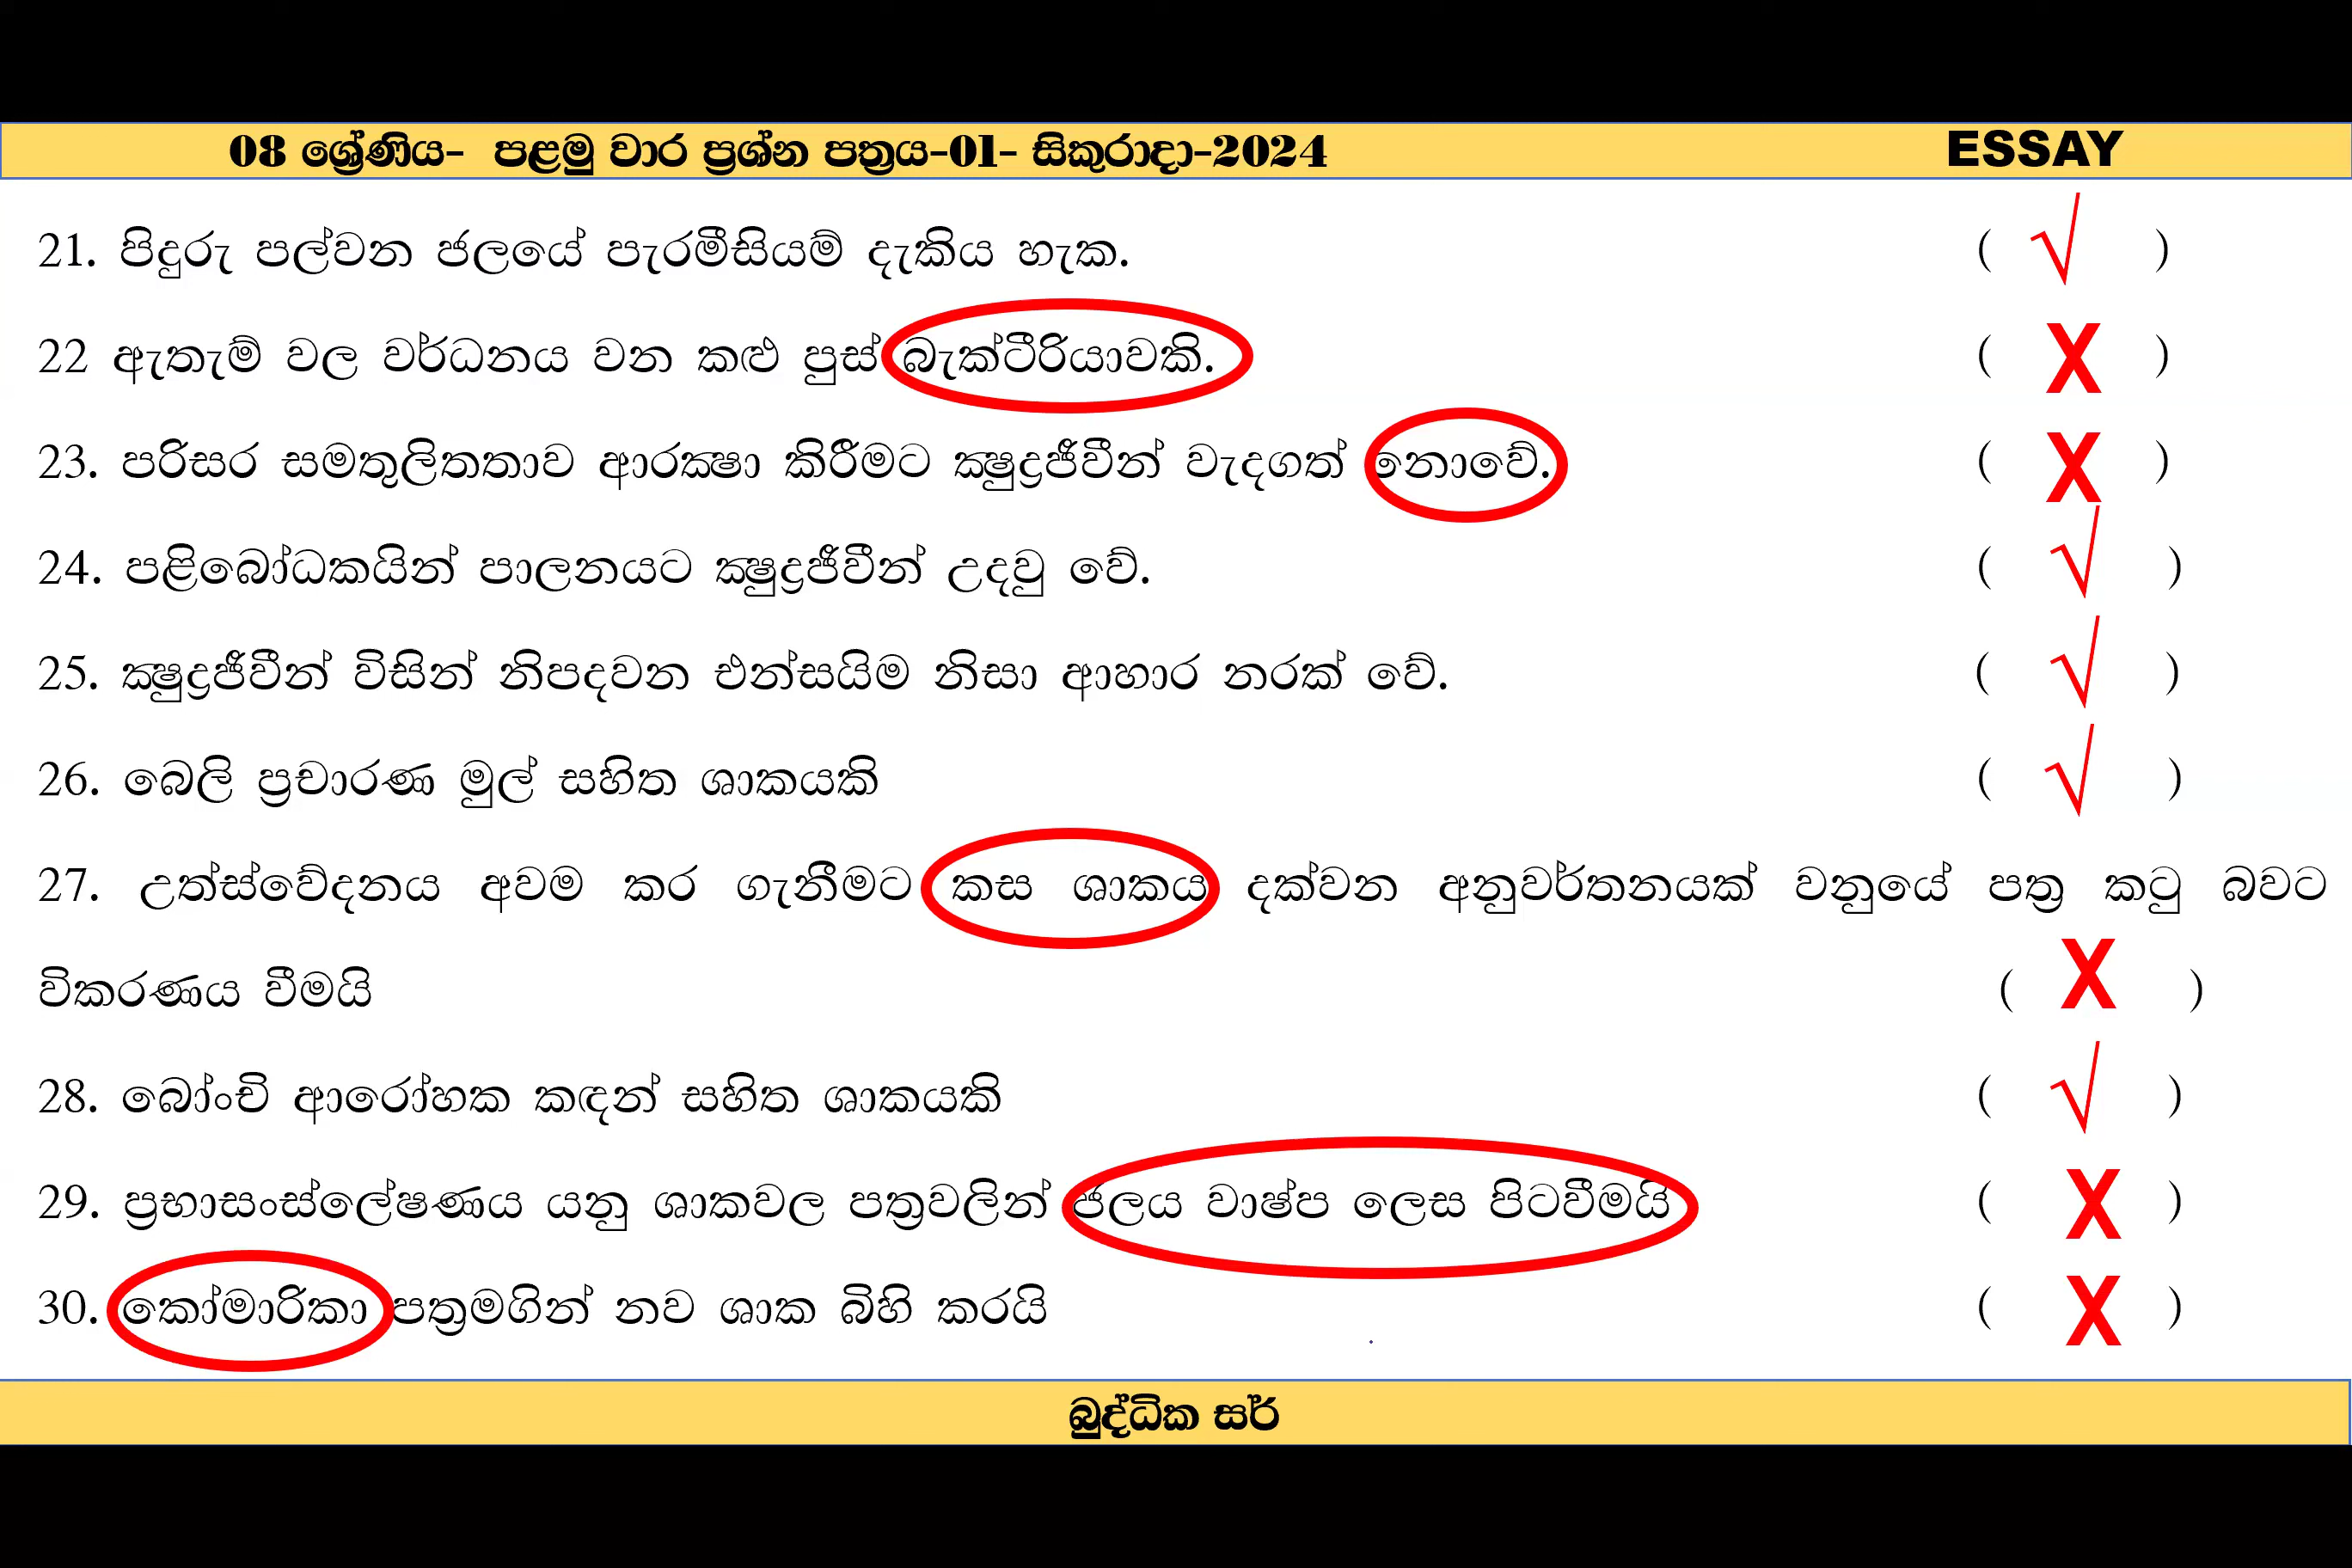 08 ශ්‍රේණිය- පළමු වාර ප්‍රශ්න පත්‍රය-01- සිකුරාදා-2024 ESSAY
21. පිදුරු පල්වන ජලයේ පැරමීසියම් දැකිය හැක. ( √ )
22 ඇතැම් වල වර්ධනය වන කළු පුස් බැක්ටීරියාවකි. ( X )
23. පරිසර සමතුලිතතාව ආරක්‍ෂා කිරීමට ක්‍ෂුද්‍රජීවීන් වැදගත් නොවේ. ( X )
24. පළිබෝධකයින් පාලනයට ක්‍ෂුද්‍රජීවීන් උදවු වේ. ( √ )
25. ක්‍ෂුද්‍රජීවීන් විසින් නිපදවන එන්සයිම නිසා ආහාර නරක් වේ. ( √ )
26. බෙලි ප්‍රචාරණ මුල් සහිත ශාකයකි ( √ )
27. උත්ස්වේදනය අවම කර ගැනීමට කස ශාකය දක්වන අනුවර්තනයක් වනුයේ පත්‍ර කටු බවට
විකරණය වීමයි ( X )
28. බෝංචි ආරෝහක කඳන් සහිත ශාකයකි ( √ )
29. ප්‍රභාසංස්ලේෂණය යනු ශාකවල පත්‍රවලින් ජලය වාෂ්ප ලෙස පිටවීමයි ( X )
30. කෝමාරිකා පත්‍රමගින් නව ශාක බිහි කරයි ( X )
බුද්ධික සර්